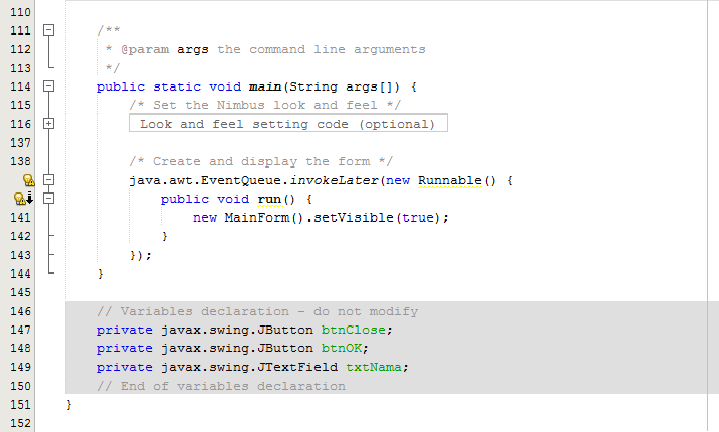 110
111 /**
112 * @param args the command line arguments
113 */
114 public static void main(String args[]) {
115 /* Set the Nimbus look and feel */
116 Look and feel setting code (optional)
137
138 /* Create and display the form */
java.awt.EventQueue.invokeLater(new Runnable() {
public void run() {
141 new MainForm().setVisible(true);
142 }
143 });
144 }
145
146 // Variables declaration - do not modify
147 private javax.swing.JButton btnClose;
148 private javax.swing.JButton btnOK;
149 private javax.swing.JTextField txtNama;
150 // End of variables declaration
151 }
152